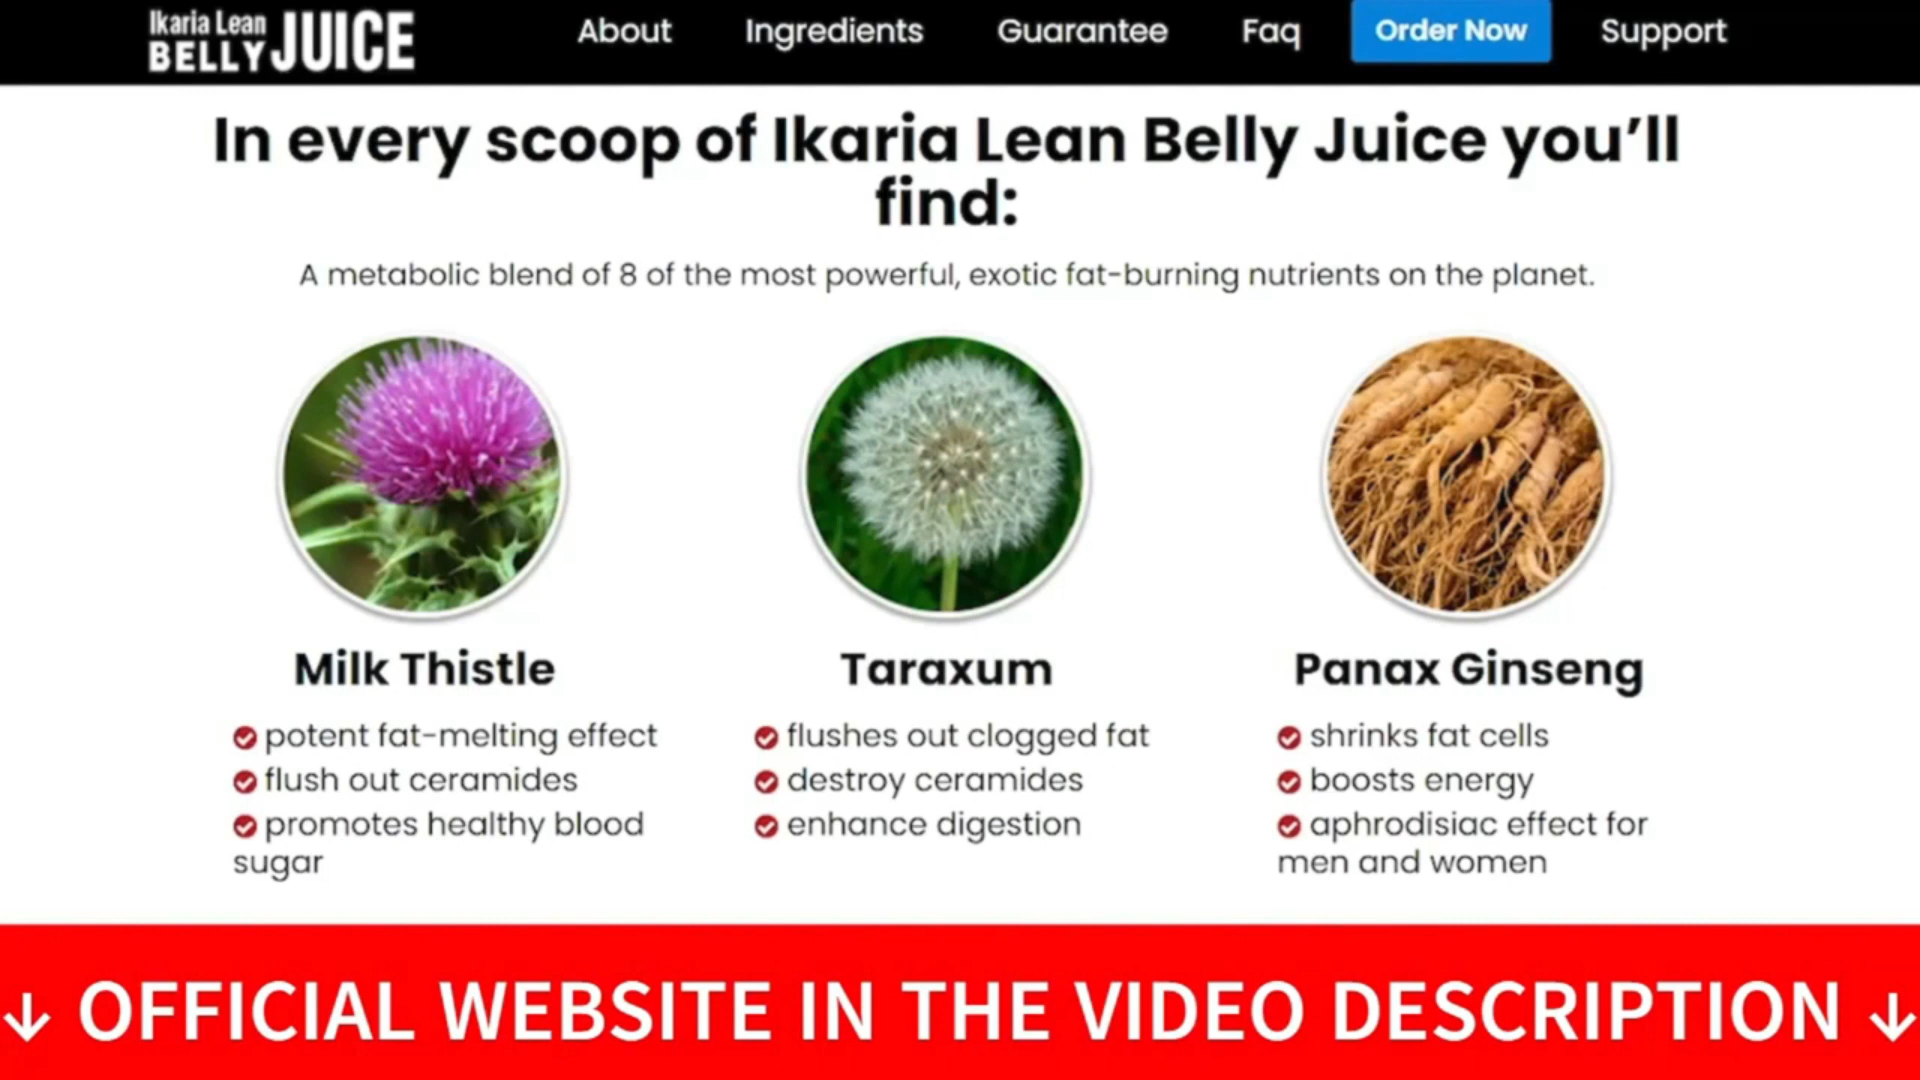 Ikaria Lean
BELLY JUICE
About Ingredients Guarantee Faq Order Now Support
In every scoop of Ikaria Lean Belly Juice you’ll
find:
A metabolic blend of 8 of the most powerful, exotic fat-burning nutrients on the planet.
Milk Thistle
potent fat-melting effect
flush out ceramides
promotes healthy blood
sugar
Taraxum
flushes out clogged fat
destroy ceramides
enhance digestion
Panax Ginseng
shrinks fat cells
boosts energy
aphrodisiac effect for
men and women
↓ OFFICIAL WEBSITE IN THE VIDEO DESCRIPTION ↓